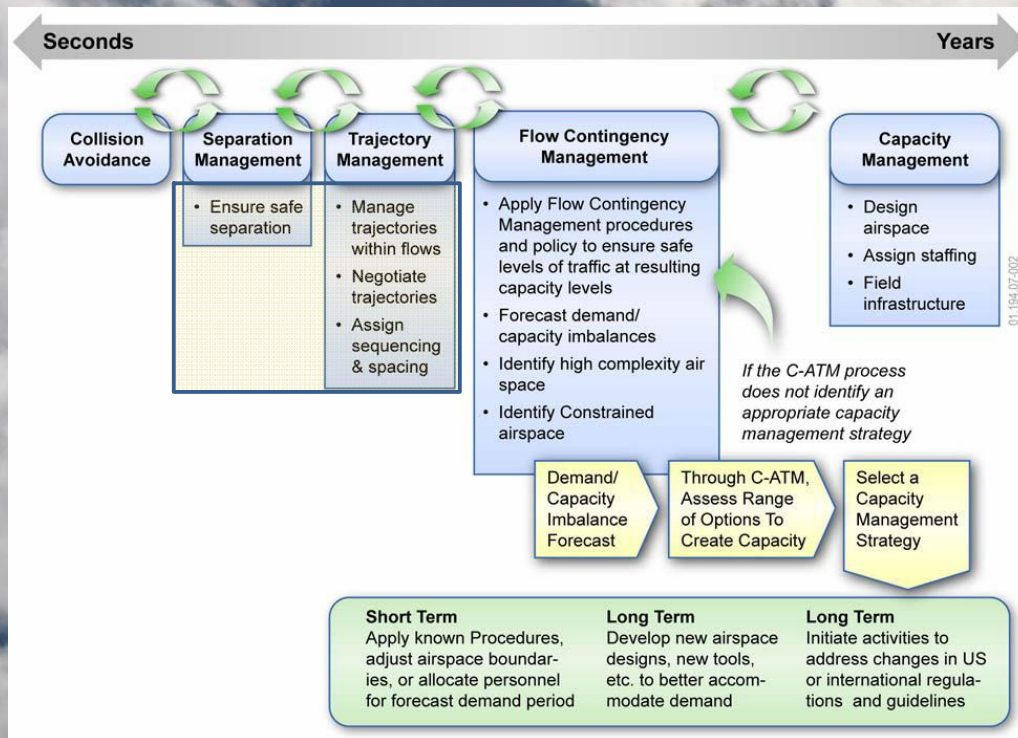 Seconds
Years
Collision
Avoidance
Separation
Management
Trajectory
Management
Flow Contingency
Management
Capacity
Management
• Ensure safe
separation
• Manage
trajectories
within flows
• Negotiate
trajectories
• Assign
sequencing
& spacing
• Apply Flow Contingency
Management procedures
and policy to ensure safe
levels of traffic at resulting
capacity levels
• Forecast demand/
capacity imbalances
• Identify high complexity air
space
• Identify Constrained
airspace
• Design
airspace
• Assign staffing
• Field
infrastructure
01.194.07-002
If the C-ATM process
does not identify an
appropriate capacity
management strategy
Demand/
Capacity
Imbalance
Forecast
Through C-ATM,
Assess Range
of Options To
Create Capacity
Select a
Capacity
Management
Strategy
Short Term
Apply known Procedures,
adjust airspace boundar-
ies, or allocate personnel
for forecast demand period
Long Term
Develop new airspace
designs, new tools,
etc. to better accom-
modate demand
Long Term
Initiate activities to
address changes in US
or international regula-
tions and guidelines